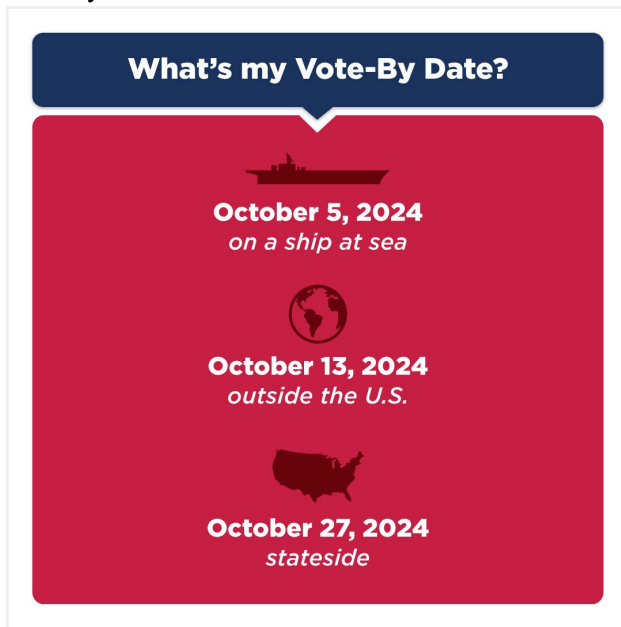 What's my Vote-By Date?
October 5, 2024
on a ship at sea
October 13, 2024
outside the U.S.
October 27, 2024
stateside